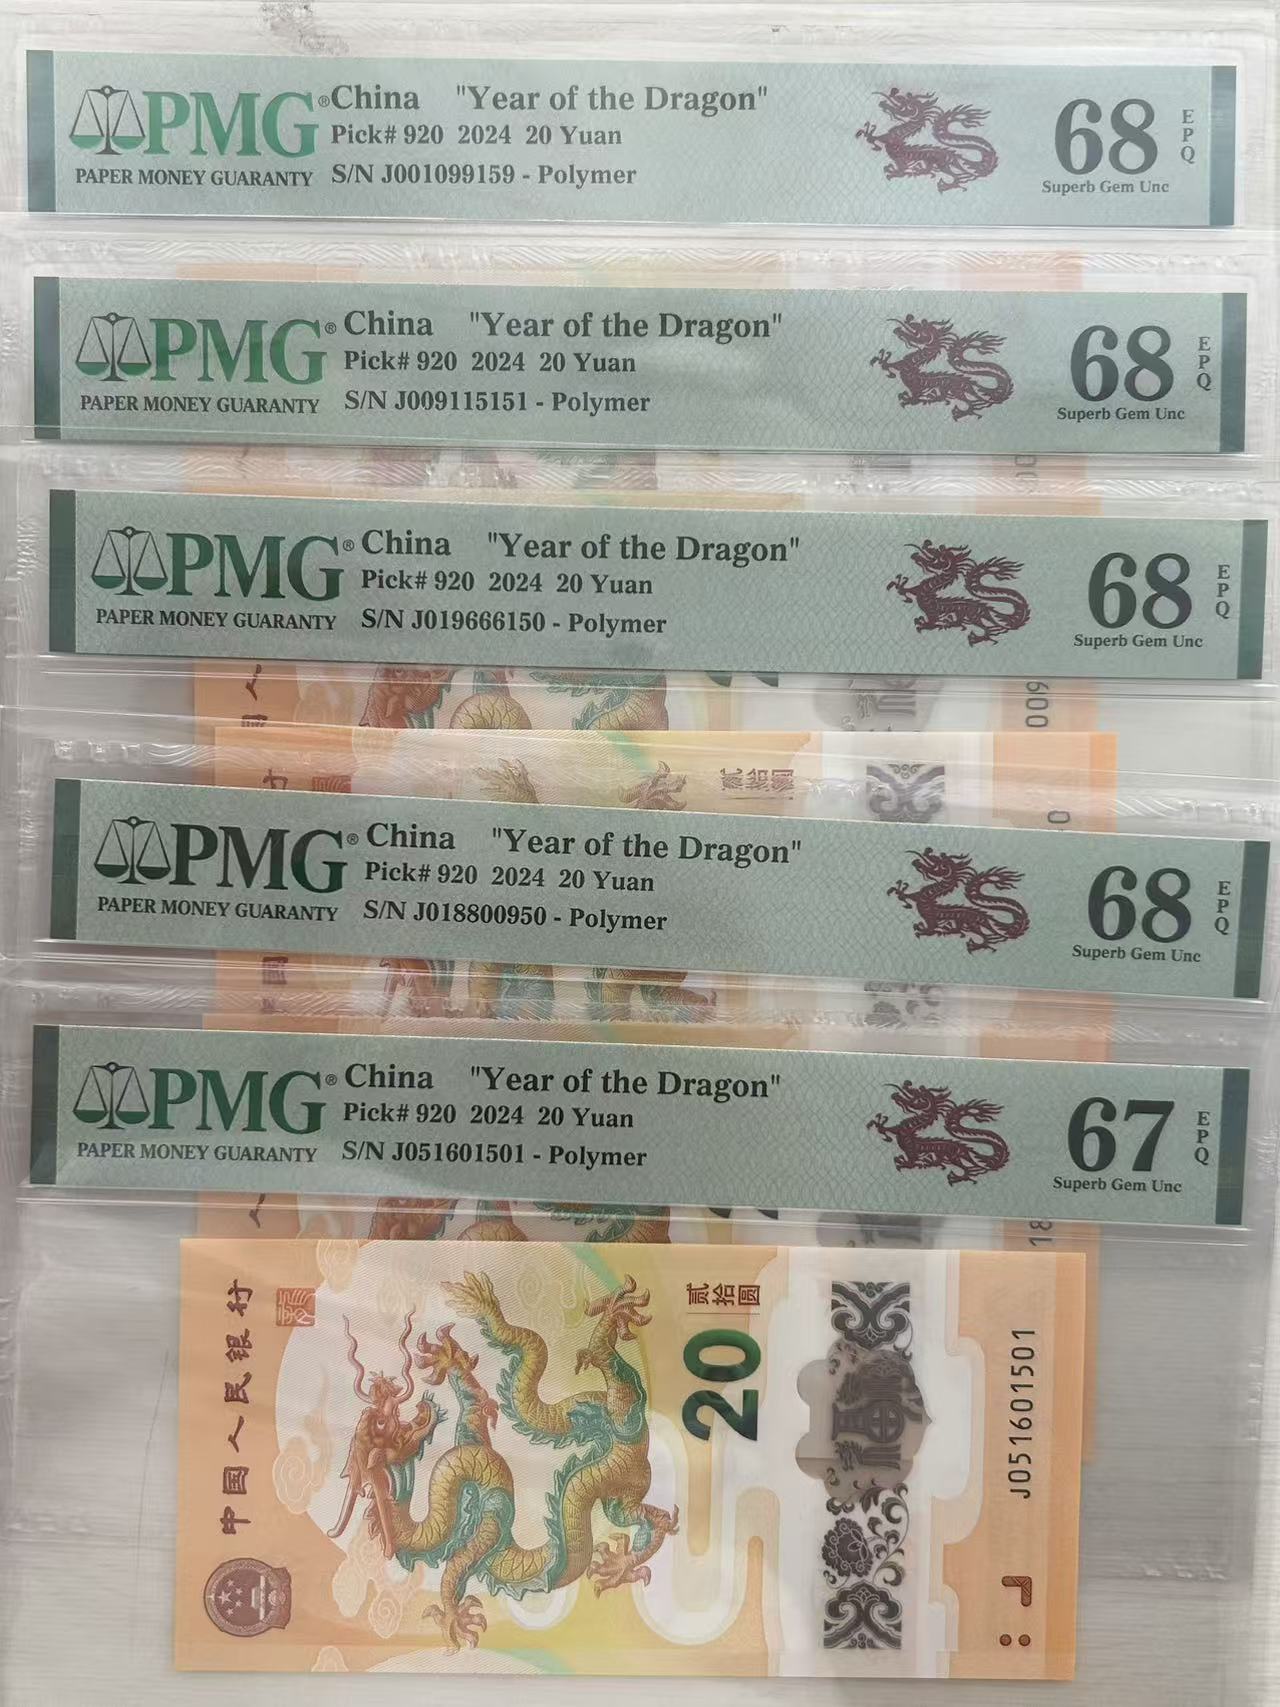 PMG® China "Year of the Dragon"
Pick# 920 2024 20 Yuan
PAPER MONEY GUARANTY S/N J001099159 - Polymer
68 EPQ
Superb Gem Unc
PMG® China "Year of the Dragon"
Pick# 920 2024 20 Yuan
PAPER MONEY GUARANTY S/N J009115151 - Polymer
68 EPQ
Superb Gem Unc
PMG® China "Year of the Dragon"
Pick# 920 2024 20 Yuan
PAPER MONEY GUARANTY S/N J019666150 - Polymer
68 EPQ
Superb Gem Unc
PMG® China "Year of the Dragon"
Pick# 920 2024 20 Yuan
PAPER MONEY GUARANTY S/N J018800950 - Polymer
68 EPQ
Superb Gem Unc
PMG® China "Year of the Dragon"
Pick# 920 2024 20 Yuan
PAPER MONEY GUARANTY S/N J051601501 - Polymer
67 EPQ
Superb Gem Unc
中国人民银行
贰拾圆
20
J051601501